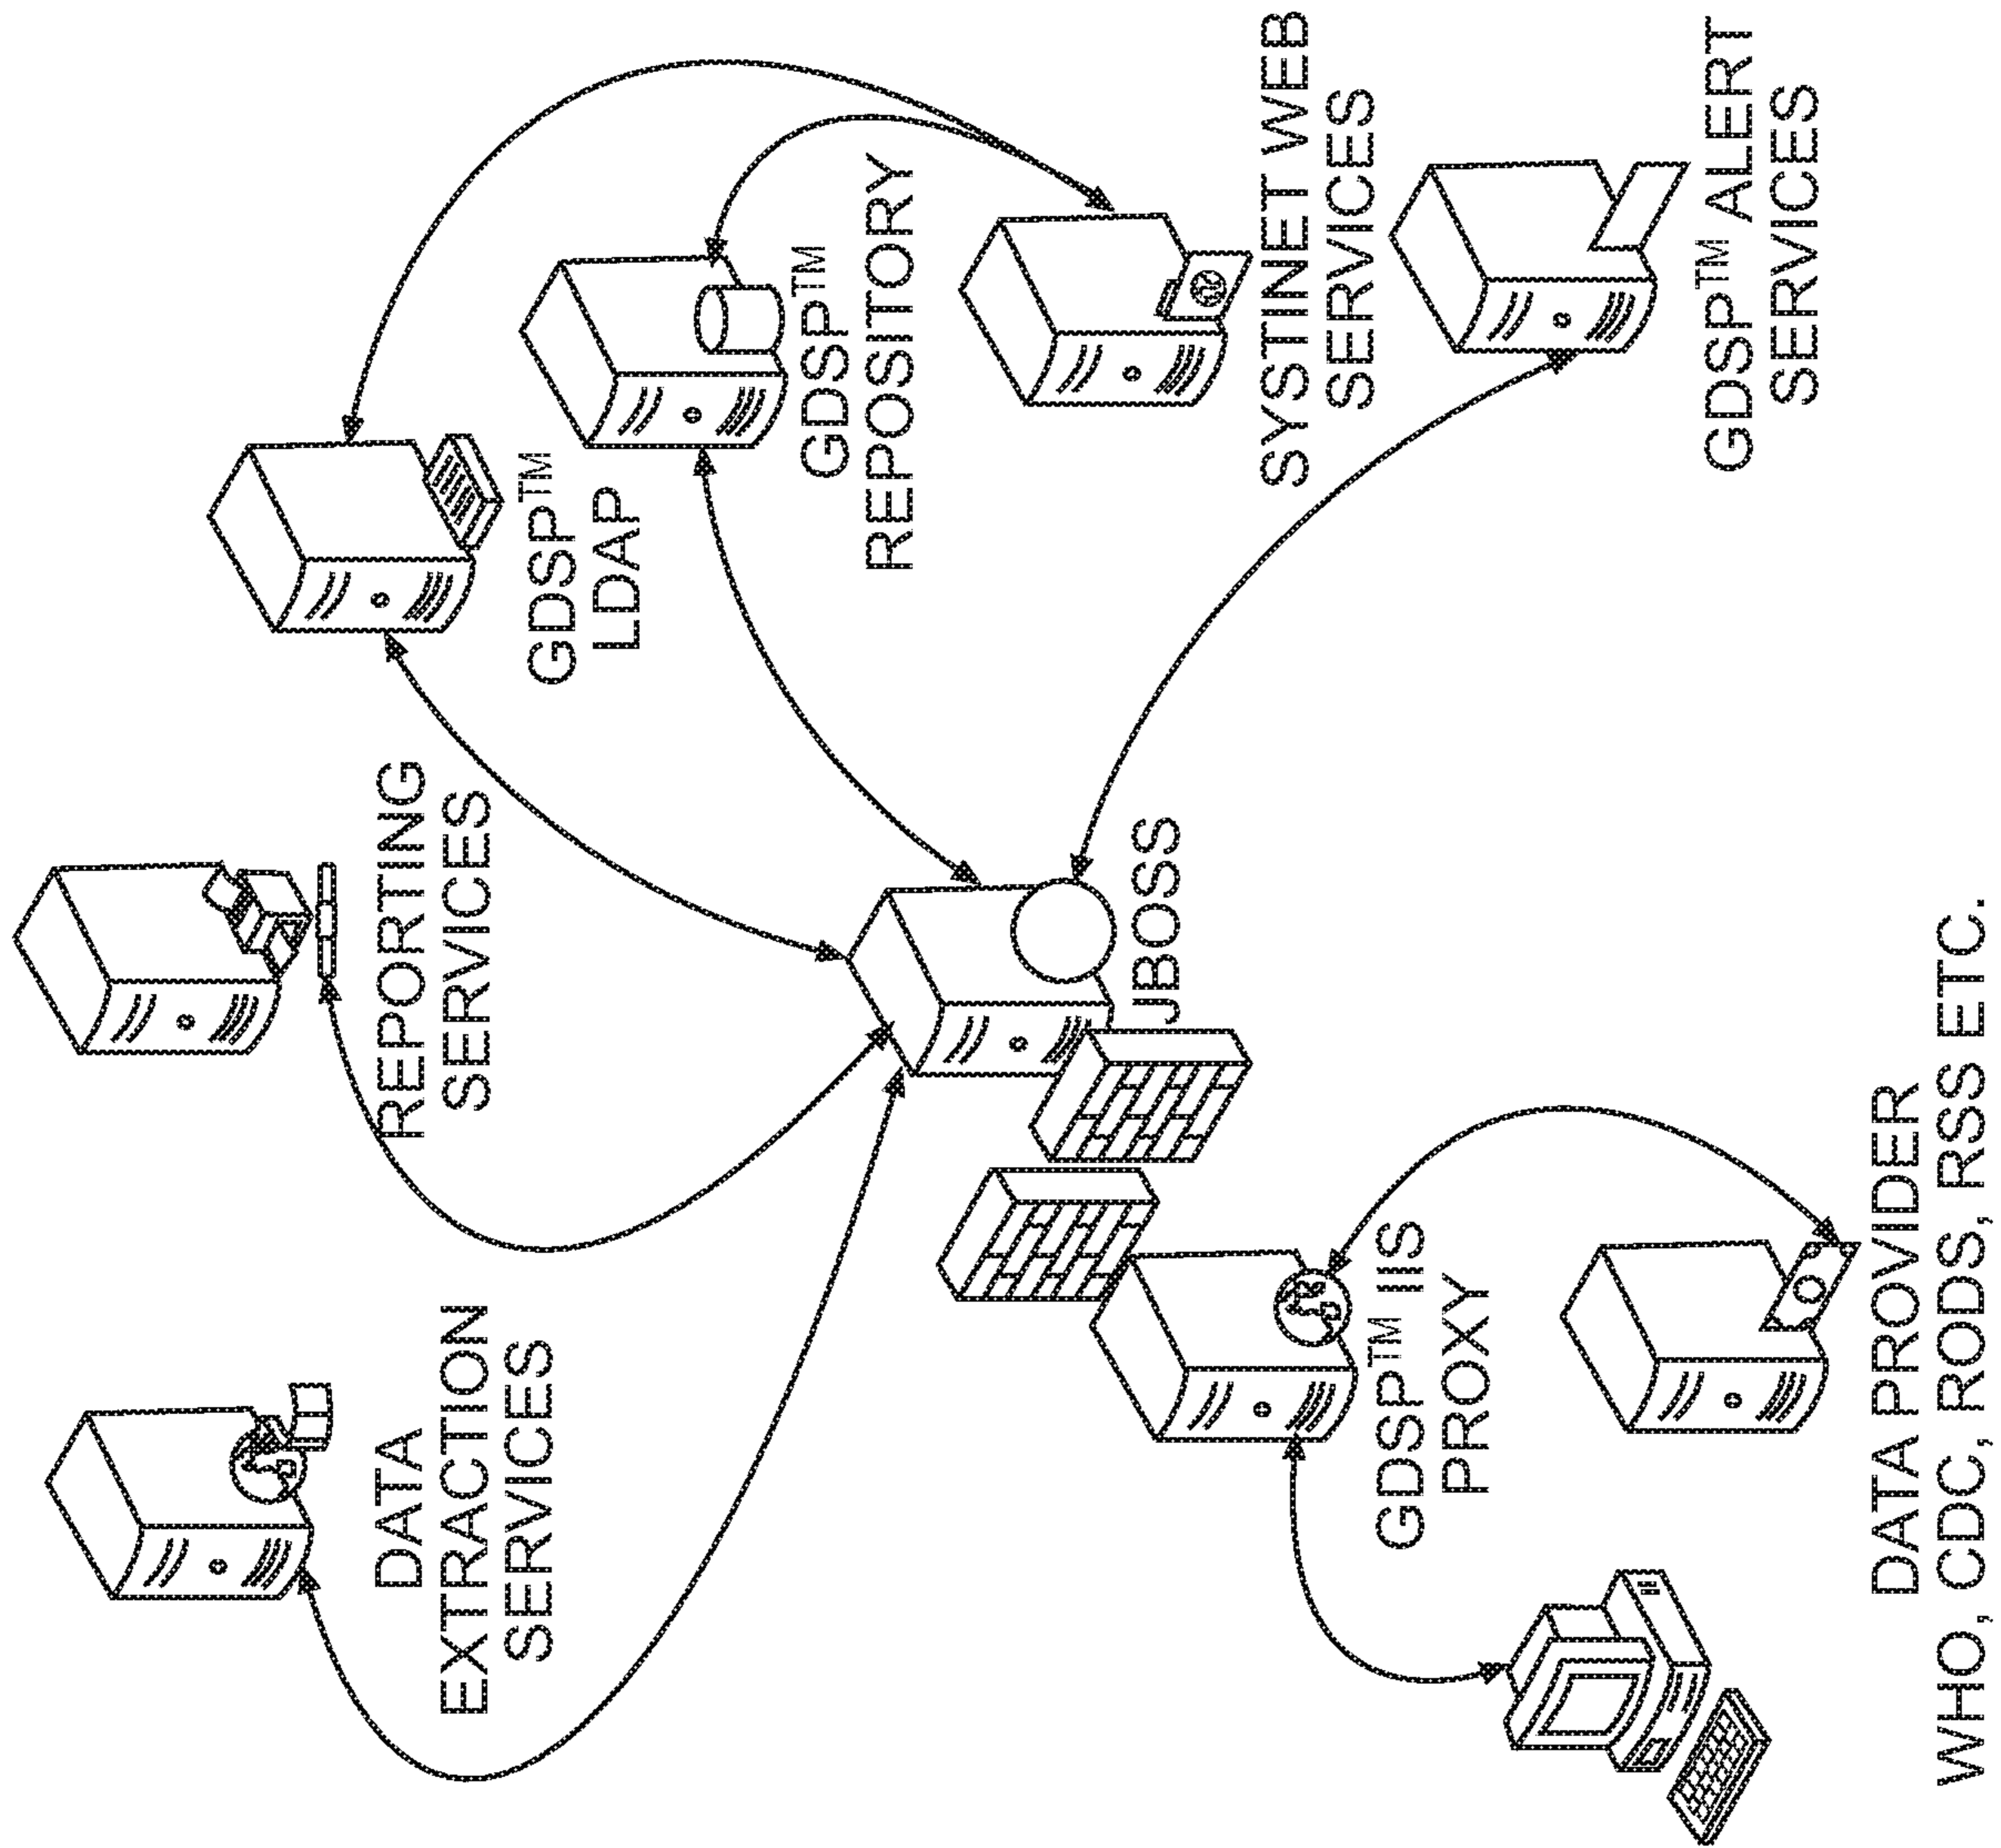 DATA
EXTRACTION
SERVICES
REPORTING
SERVICES
GDSP™
LDAP
GDSP™
REPOSITORY
SYSTINET WEB
SERVICES
GDSP™ ALERT
SERVICES
JBOSS
GDSP™ IIS
PROXY
DATA PROVIDER
WHO, CDC, RODS, RSS ETC.